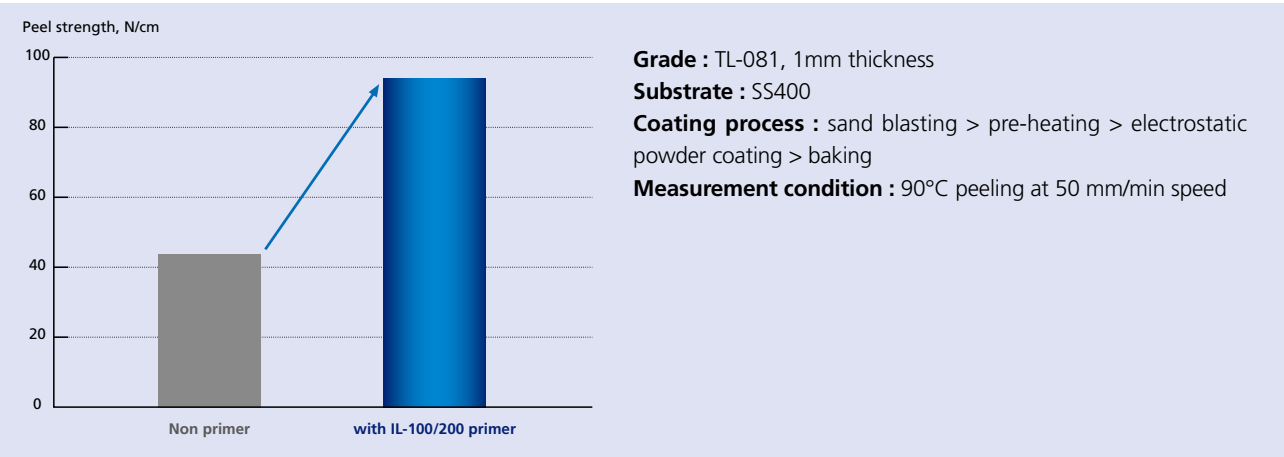 Peel strength, N/cm
100
80
60
40
20
0
Non primer
with IL-100/200 primer
Grade : TL-081, 1mm thickness
Substrate : SS400
Coating process : sand blasting > pre-heating > electrostatic
powder coating > baking
Measurement condition : 90°C peeling at 50 mm/min speed